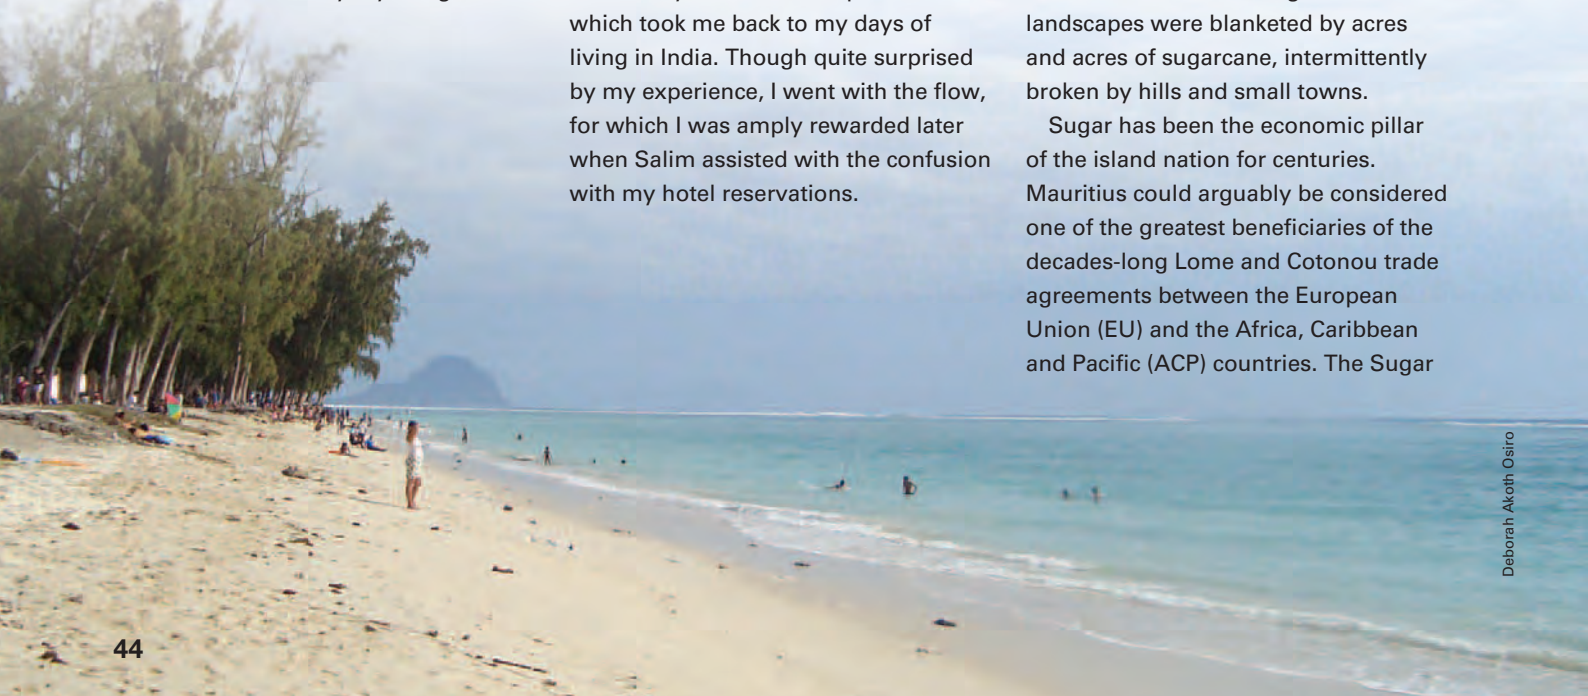 which took me back to my days of
living in India. Though quite surprised
by my experience, I went with the flow,
for which I was amply rewarded later
when Salim assisted with the confusion
with my hotel reservations.
landscapes were blanketed by acres
and acres of sugarcane, intermittently
broken by hills and small towns.
Sugar has been the economic pillar
of the island nation for centuries.
Mauritius could arguably be considered
one of the greatest beneficiaries of the
decades-long Lome and Cotonou trade
agreements between the European
Union (EU) and the Africa, Caribbean
and Pacific (ACP) countries. The Sugar
Deborah Akoth Osiro
44